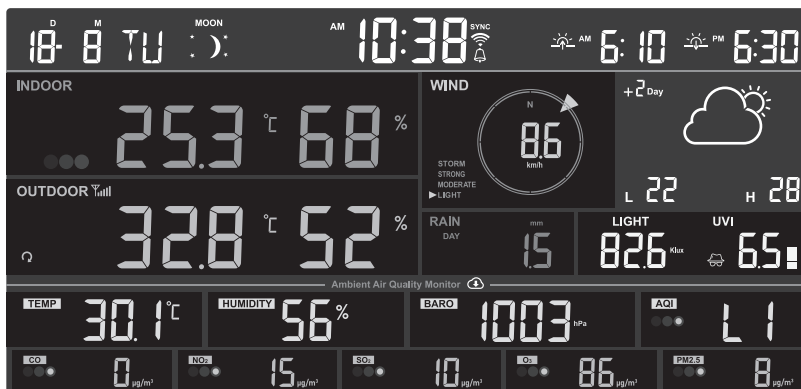 D M MOON AM SYNC AM PM
18- 8 TU 10:38 6:10 6:30
INDOOR
25.3 °C 68 %
OUTDOOR
32.8 °C 52 %
WIND
N
8.6
km/h
STORM
STRONG
MODERATE
▶LIGHT
+2 Day
L 22 H 28
RAIN mm
DAY
1.5
LIGHT UVI
82.6 Klux 6.5
Ambient Air Quality Monitor
TEMP 30.1 °C HUMIDITY 56 % BARO 1003 hPa AQI L1
CO 0 µg/m³ NO₂ 15 µg/m³ SO₂ 10 µg/m³ O₃ 86 µg/m³ PM2.5 8 µg/m³